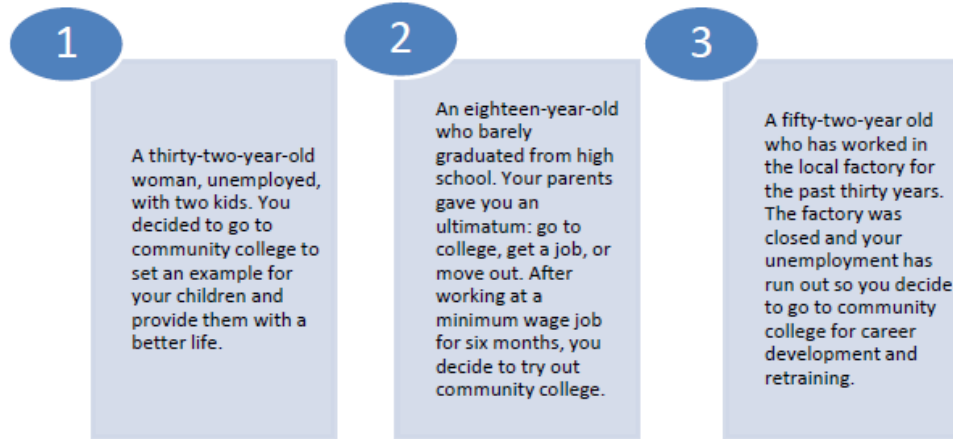 1
A thirty-two-year-old
woman, unemployed,
with two kids. You
decided to go to
community college to
set an example for
your children and
provide them with a
better life.
2
An eighteen-year-old
who barely
graduated from high
school. Your parents
gave you an
ultimatum: go to
college, get a job, or
move out. After
working at a
minimum wage job
for six months, you
decide to try out
community college.
3
A fifty-two-year old
who has worked in
the local factory for
the past thirty years.
The factory was
closed and your
unemployment has
run out so you decide
to go to community
college for career
development and
retraining.